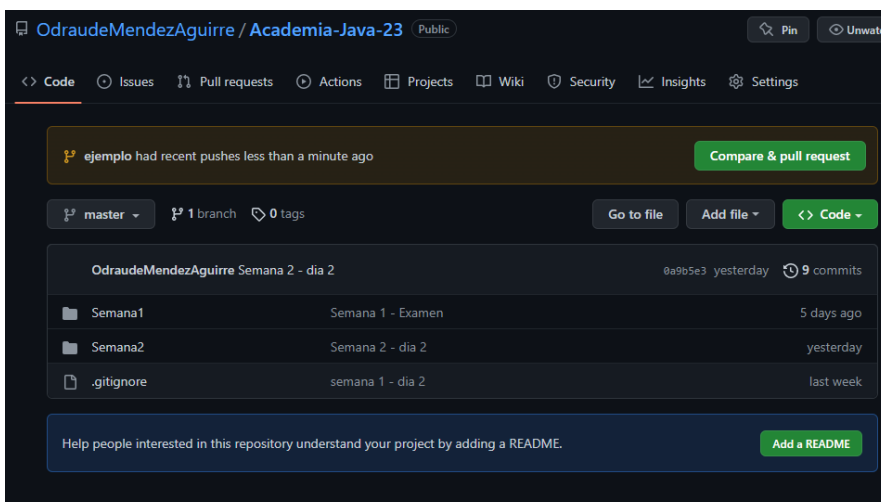 OdraudeMendezAguirre / Academia-Java-23 Public Pin Unwat
<> Code Issues Pull requests Actions Projects Wiki Security Insights Settings
ejemplo had recent pushes less than a minute ago Compare & pull request
master 1 branch 0 tags Go to file Add file <> Code
OdraudeMendezAguirre Semana 2 - dia 2 0a9b5e3 yesterday 9 commits
Semana1 Semana 1 - Examen 5 days ago
Semana2 Semana 2 - dia 2 yesterday
.gitignore semana 1 - dia 2 last week
Help people interested in this repository understand your project by adding a README. Add a README